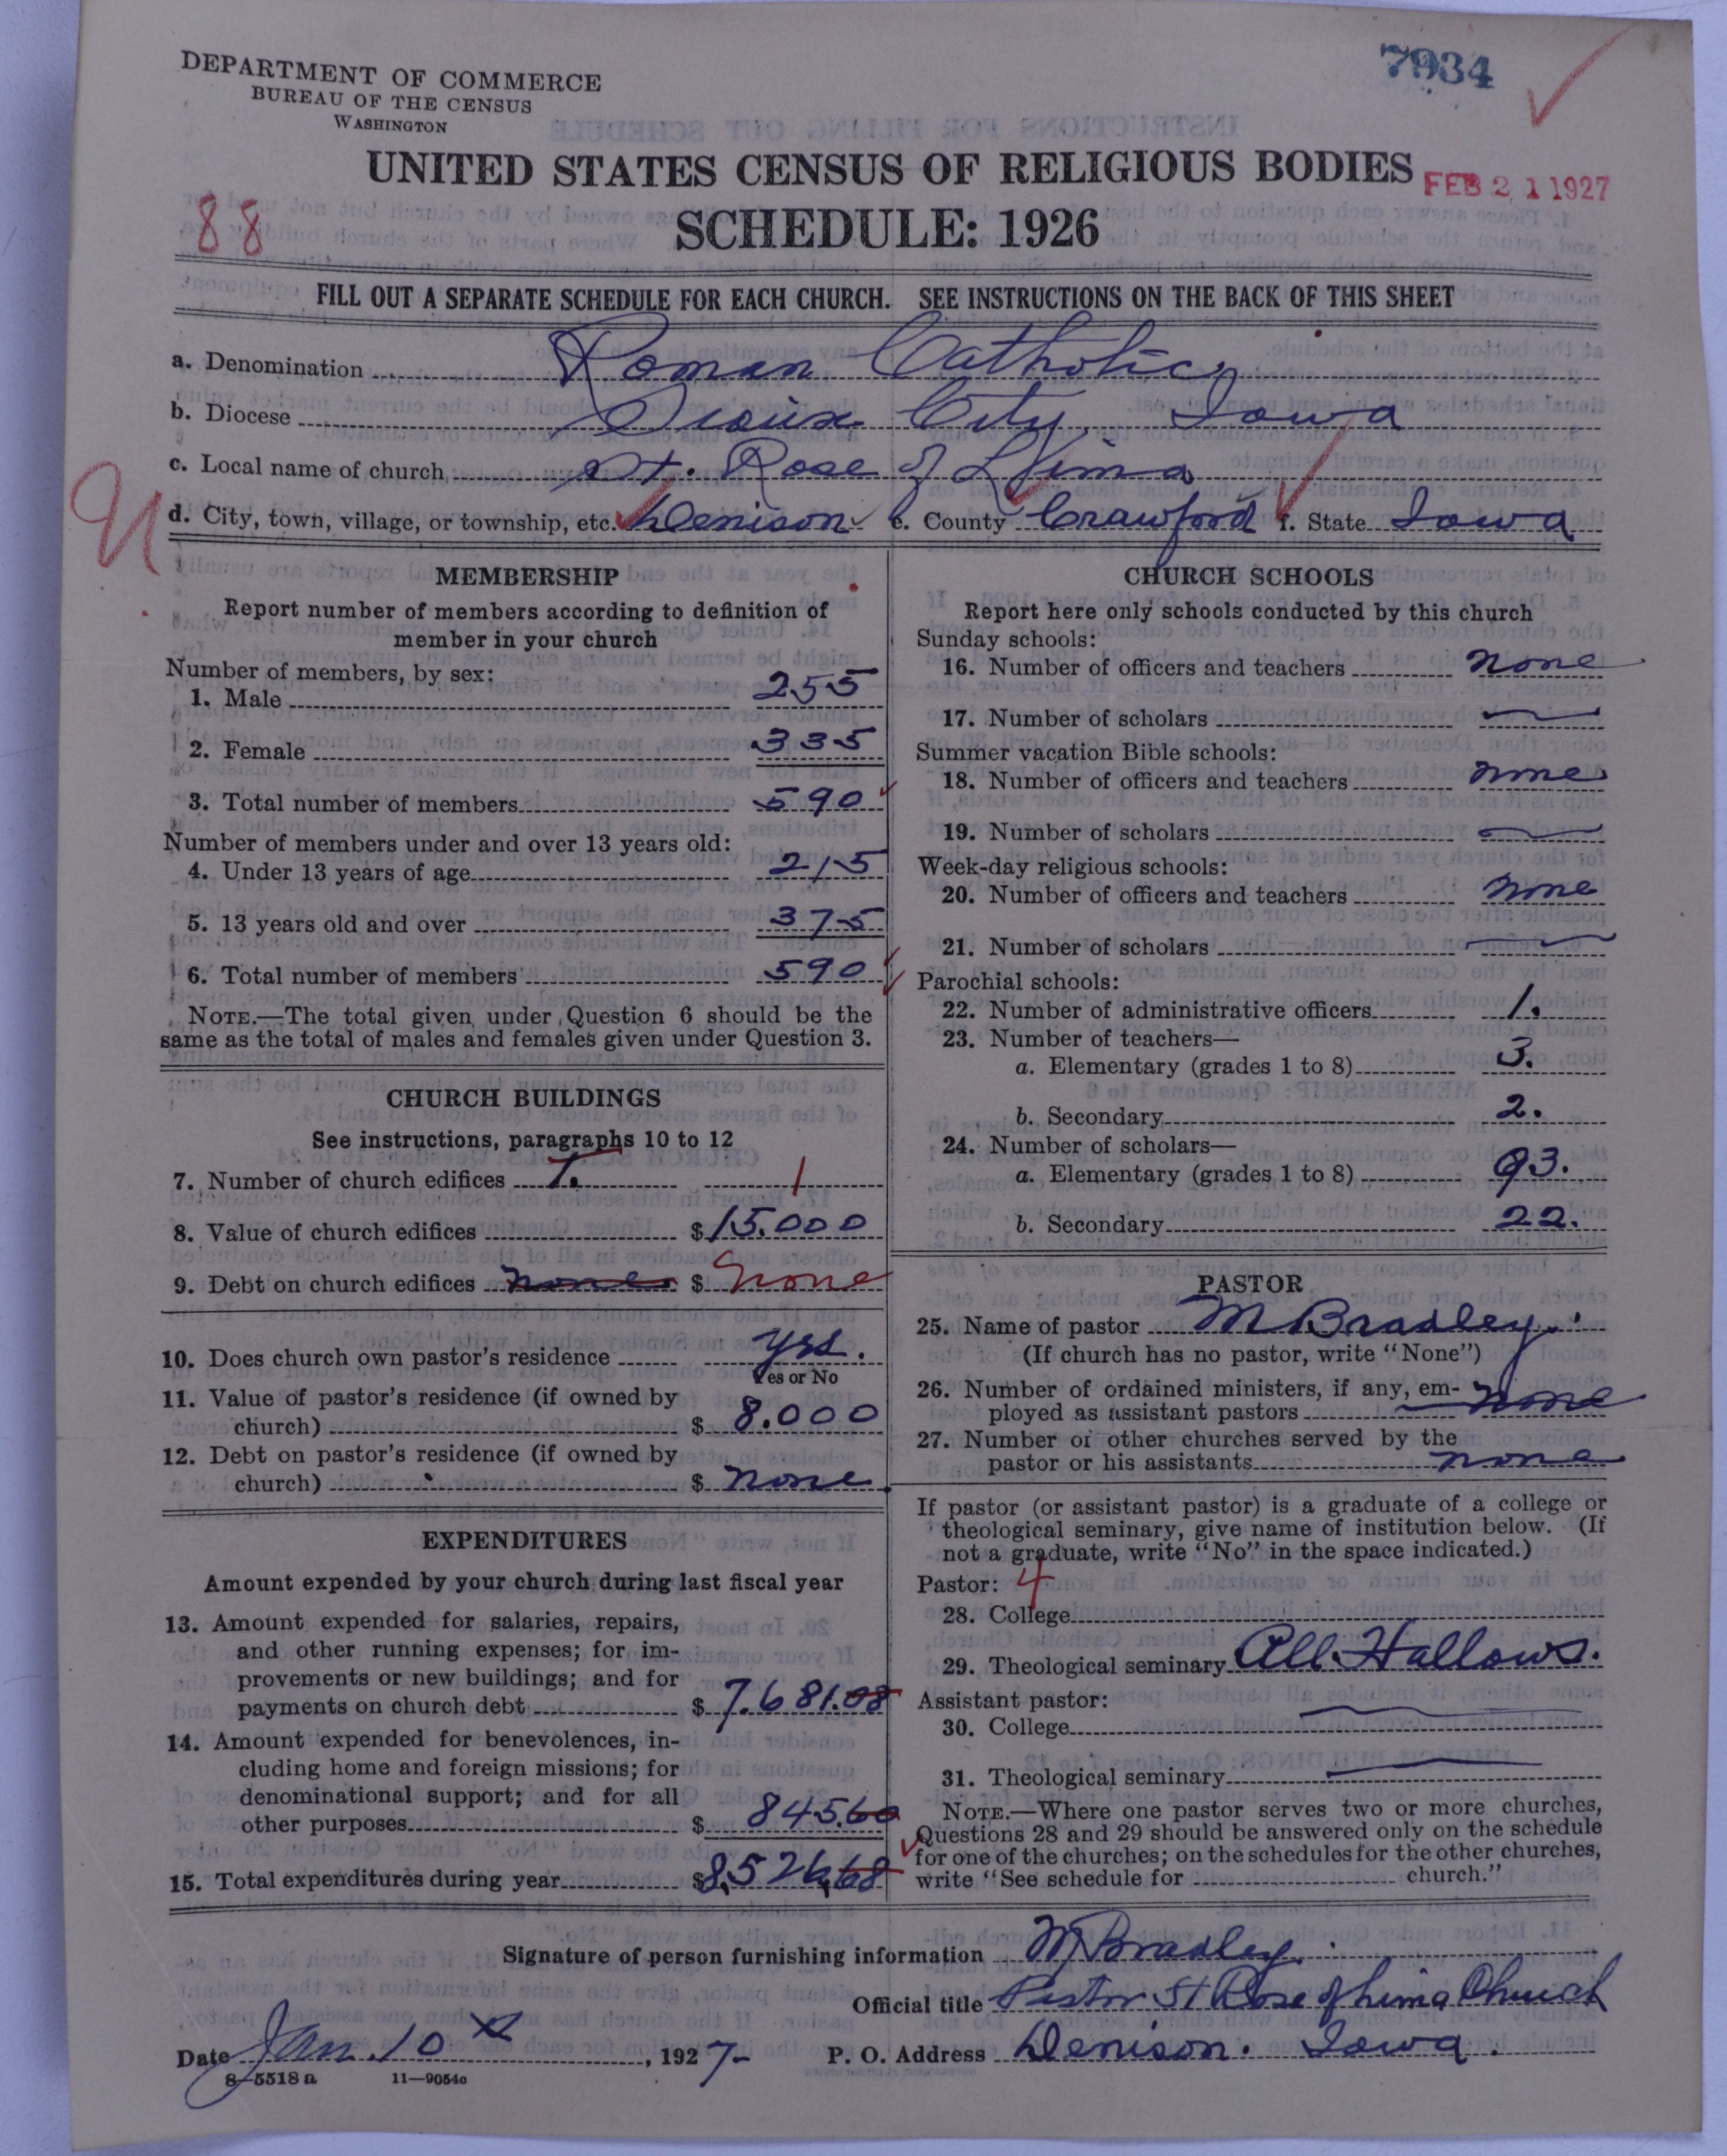 DEPARTMENT OF COMMERCE
BUREAU OF THE CENSUS
WASHINGTON
7934
UNITED STATES CENSUS OF RELIGIOUS BODIES
FEB 21 1927
88
SCHEDULE: 1926
FILL OUT A SEPARATE SCHEDULE FOR EACH CHURCH. SEE INSTRUCTIONS ON THE BACK OF THIS SHEET
a. Denomination Roman Catholic
b. Diocese Sioux City, Iowa
c. Local name of church St. Rose of Lima
d. City, town, village, or township, etc. Denison e. County Crawford f. State Iowa
MEMBERSHIP
Report number of members according to definition of
member in your church
Number of members, by sex:
1. Male 255
2. Female 335
3. Total number of members 590
Number of members under and over 13 years old:
4. Under 13 years of age 215
5. 13 years old and over 375
6. Total number of members 590
NOTE.—The total given under Question 6 should be the
same as the total of males and females given under Question 3.
CHURCH BUILDINGS
See instructions, paragraphs 10 to 12
7. Number of church edifices 1. 1
8. Value of church edifices $15.000
9. Debt on church edifices none $ none
10. Does church own pastor's residence yes.
Yes or No
11. Value of pastor's residence (if owned by
church) $ 8.000
12. Debt on pastor's residence (if owned by
church) $ none
EXPENDITURES
Amount expended by your church during last fiscal year
13. Amount expended for salaries, repairs,
and other running expenses; for im-
provements or new buildings; and for
payments on church debt $ 7.681.08
14. Amount expended for benevolences, in-
cluding home and foreign missions; for
denominational support; and for all
other purposes $ 845.60
15. Total expenditures during year $8,526.68
CHURCH SCHOOLS
Report here only schools conducted by this church
Sunday schools:
16. Number of officers and teachers none
17. Number of scholars
Summer vacation Bible schools:
18. Number of officers and teachers none
19. Number of scholars
Week-day religious schools:
20. Number of officers and teachers none
21. Number of scholars
Parochial schools:
22. Number of administrative officers 1.
23. Number of teachers—
a. Elementary (grades 1 to 8) 3.
b. Secondary 2.
24. Number of scholars—
a. Elementary (grades 1 to 8) 93.
b. Secondary 22.
PASTOR
25. Name of pastor M Bradley.
(If church has no pastor, write "None")
26. Number of ordained ministers, if any, em-
ployed as assistant pastors none
27. Number of other churches served by the
pastor or his assistants none
If pastor (or assistant pastor) is a graduate of a college or
theological seminary, give name of institution below. (If
not a graduate, write "No" in the space indicated.)
Pastor: 4
28. College
29. Theological seminary All Hallows.
Assistant pastor:
30. College
31. Theological seminary
NOTE.—Where one pastor serves two or more churches,
Questions 28 and 29 should be answered only on the schedule
for one of the churches; on the schedules for the other churches,
write "See schedule for church."
Signature of person furnishing information M Bradley.
Official title Pastor St Rose of Lima Church
Date Jan. 10, 1927 P. O. Address Denison. Iowa.
8-5518 a 11—9054c